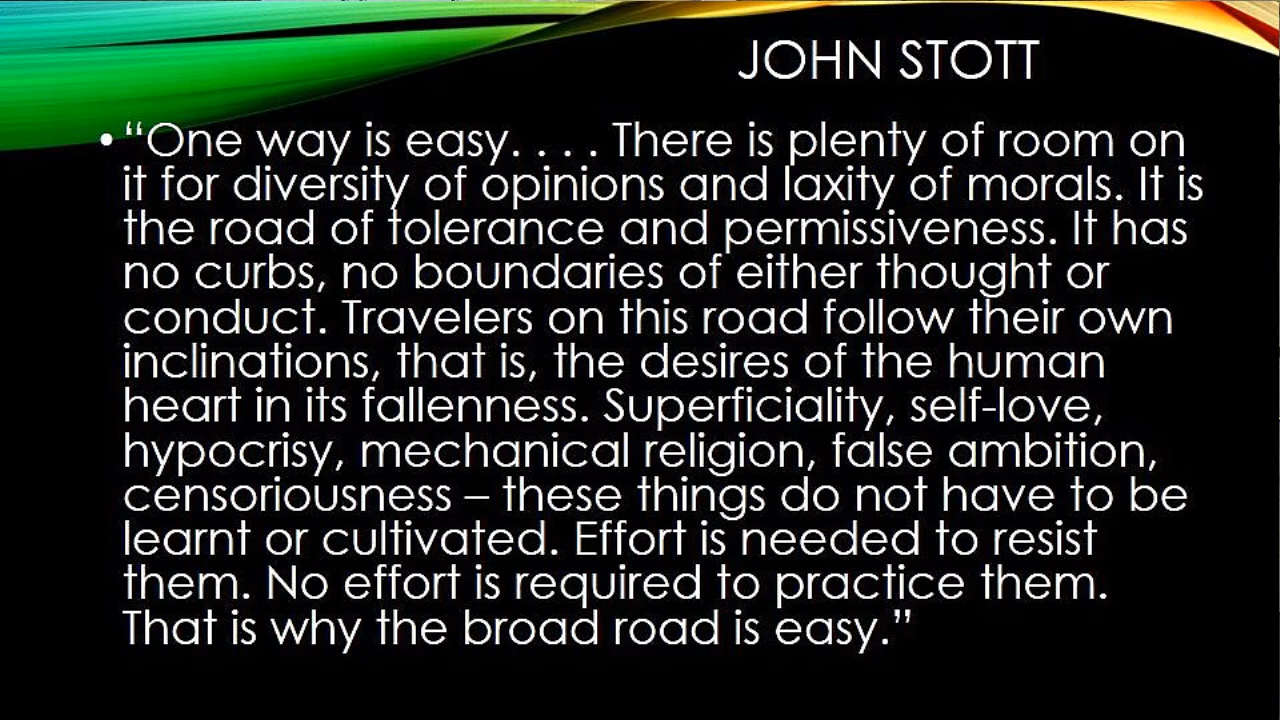 JOHN STOTT
• “One way is easy. . . . There is plenty of room on
it for diversity of opinions and laxity of morals. It is
the road of tolerance and permissiveness. It has
no curbs, no boundaries of either thought or
conduct. Travelers on this road follow their own
inclinations, that is, the desires of the human
heart in its fallenness. Superficiality, self-love,
hypocrisy, mechanical religion, false ambition,
censoriousness – these things do not have to be
learnt or cultivated. Effort is needed to resist
them. No effort is required to practice them.
That is why the broad road is easy.”